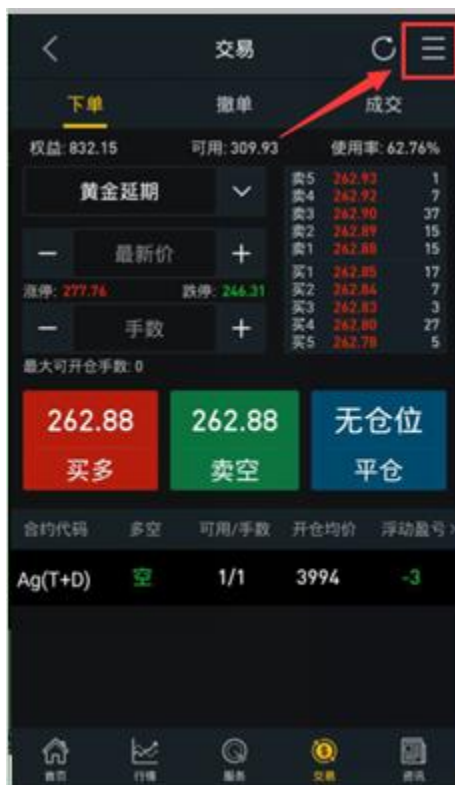 交易
下单 撤单 成交
权益:832.15 可用:309.93 使用率:62.76%
黄金延期
卖5 262.93 1
卖4 262.92 7
卖3 262.90 37
卖2 262.89 15
卖1 262.88 15
最新价
买1 262.85 17
买2 262.84 7
买3 262.83 3
买4 262.80 27
买5 262.78 5
涨停:277.76 跌停:246.31
手数
最大可开仓手数:0
262.88 262.88 无仓位
买多 卖空 平仓
合约代码 多空 可用/手数 开仓均价 浮动盈亏
Ag(T+D) 空 1/1 3994 -3
首页 行情 服务 交易 资讯